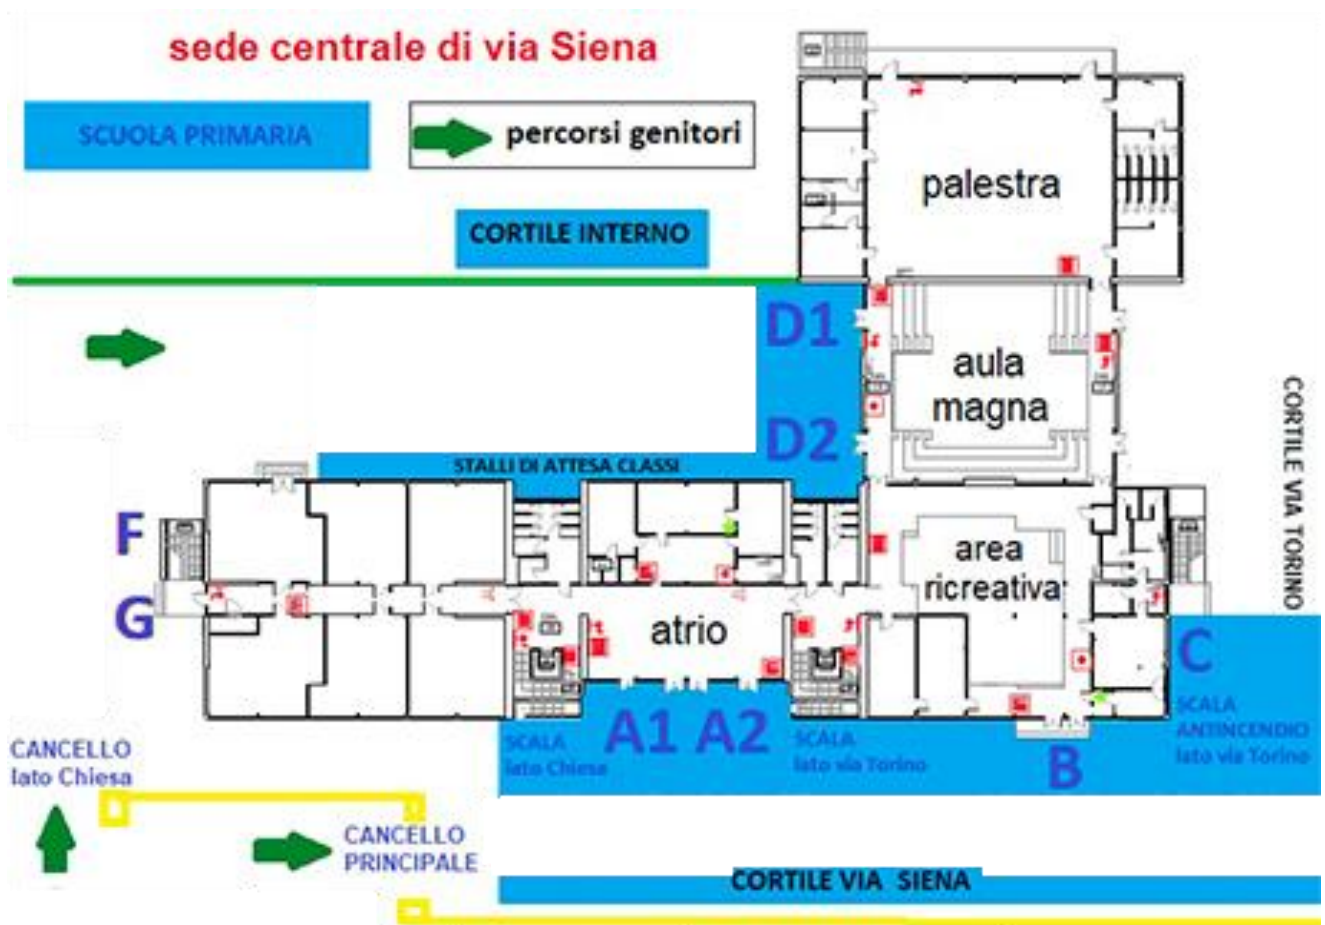 sede centrale di via Siena
SCUOLA PRIMARIA
percorsi genitori
palestra
CORTILE INTERNO
D1
aula
magna
CORTILE VIA TORINO
D2
STALLI DI ATTESA CLASSI
F
area
ricreativa
G
atrio
C
SCALA
ANTINCENDIO
lato via Torino
A1
A2
SCALA
lato Chiesa
SCALA
lato via Torino
B
CANCELLO
lato Chiesa
CANCELLO
PRINCIPALE
CORTILE VIA SIENA